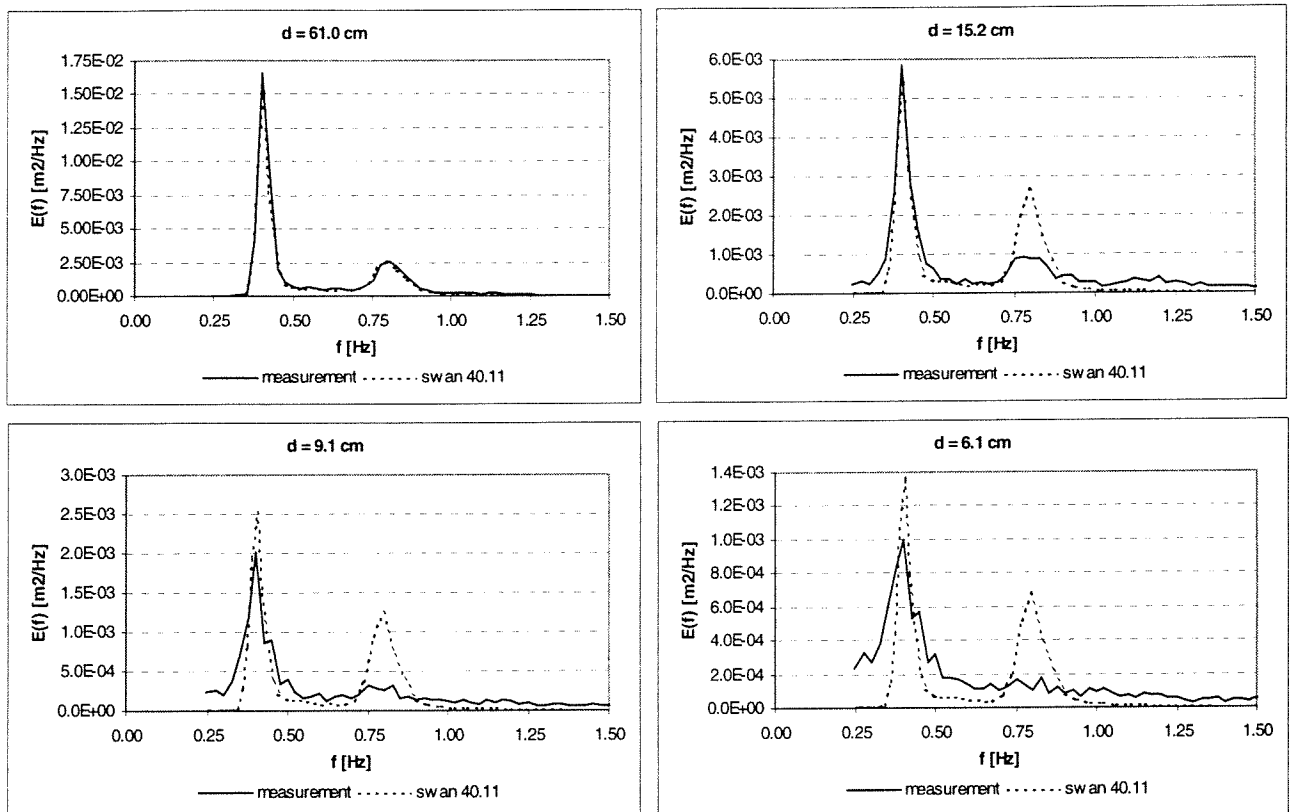 d = 61.0 cm
1.75E-02
1.50E-02
1.25E-02
1.00E-02
7.50E-03
5.00E-03
2.50E-03
0.00E+00
E(f) [m2/Hz]
0.00 0.25 0.50 0.75 1.00 1.25 1.50
f [Hz]
measurement swan 40.11
d = 15.2 cm
6.0E-03
5.0E-03
4.0E-03
3.0E-03
2.0E-03
1.0E-03
0.0E+00
E(f) [m2/Hz]
0.00 0.25 0.50 0.75 1.00 1.25 1.50
f [Hz]
measurement swan 40.11
d = 9.1 cm
3.0E-03
2.5E-03
2.0E-03
1.5E-03
1.0E-03
5.0E-04
0.0E+00
E(f) [m2/Hz]
0.00 0.25 0.50 0.75 1.00 1.25 1.50
f [Hz]
measurement swan 40.11
d = 6.1 cm
1.4E-03
1.2E-03
1.0E-03
8.0E-04
6.0E-04
4.0E-04
2.0E-04
0.0E+00
E(f) [m2/Hz]
0.00 0.25 0.50 0.75 1.00 1.25 1.50
f [Hz]
measurement swan 40.11